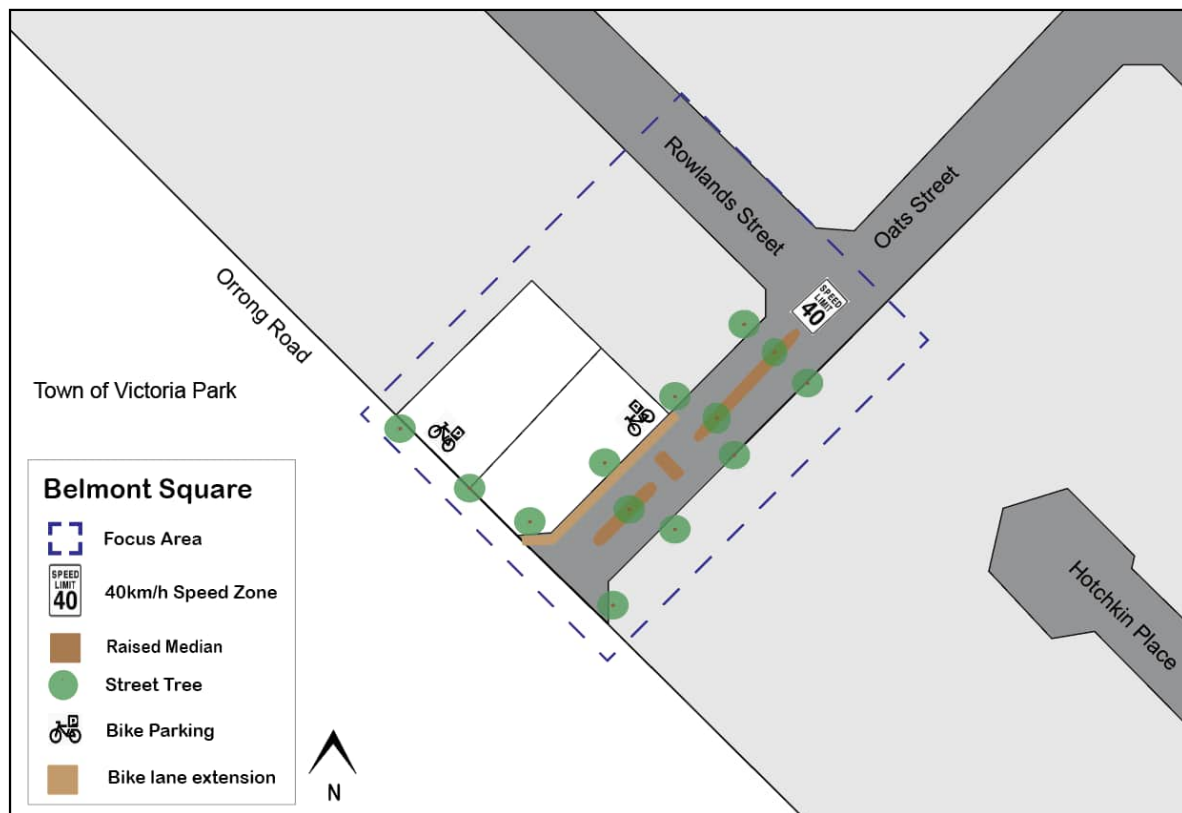 Rowlands Street
Oats Street
SPEED
LIMIT
40
Orrong Road
Town of Victoria Park
Hotchkin Place
Belmont Square
Focus Area
SPEED
LIMIT
40
40km/h Speed Zone
Raised Median
Street Tree
P
Bike Parking
Bike lane extension
N